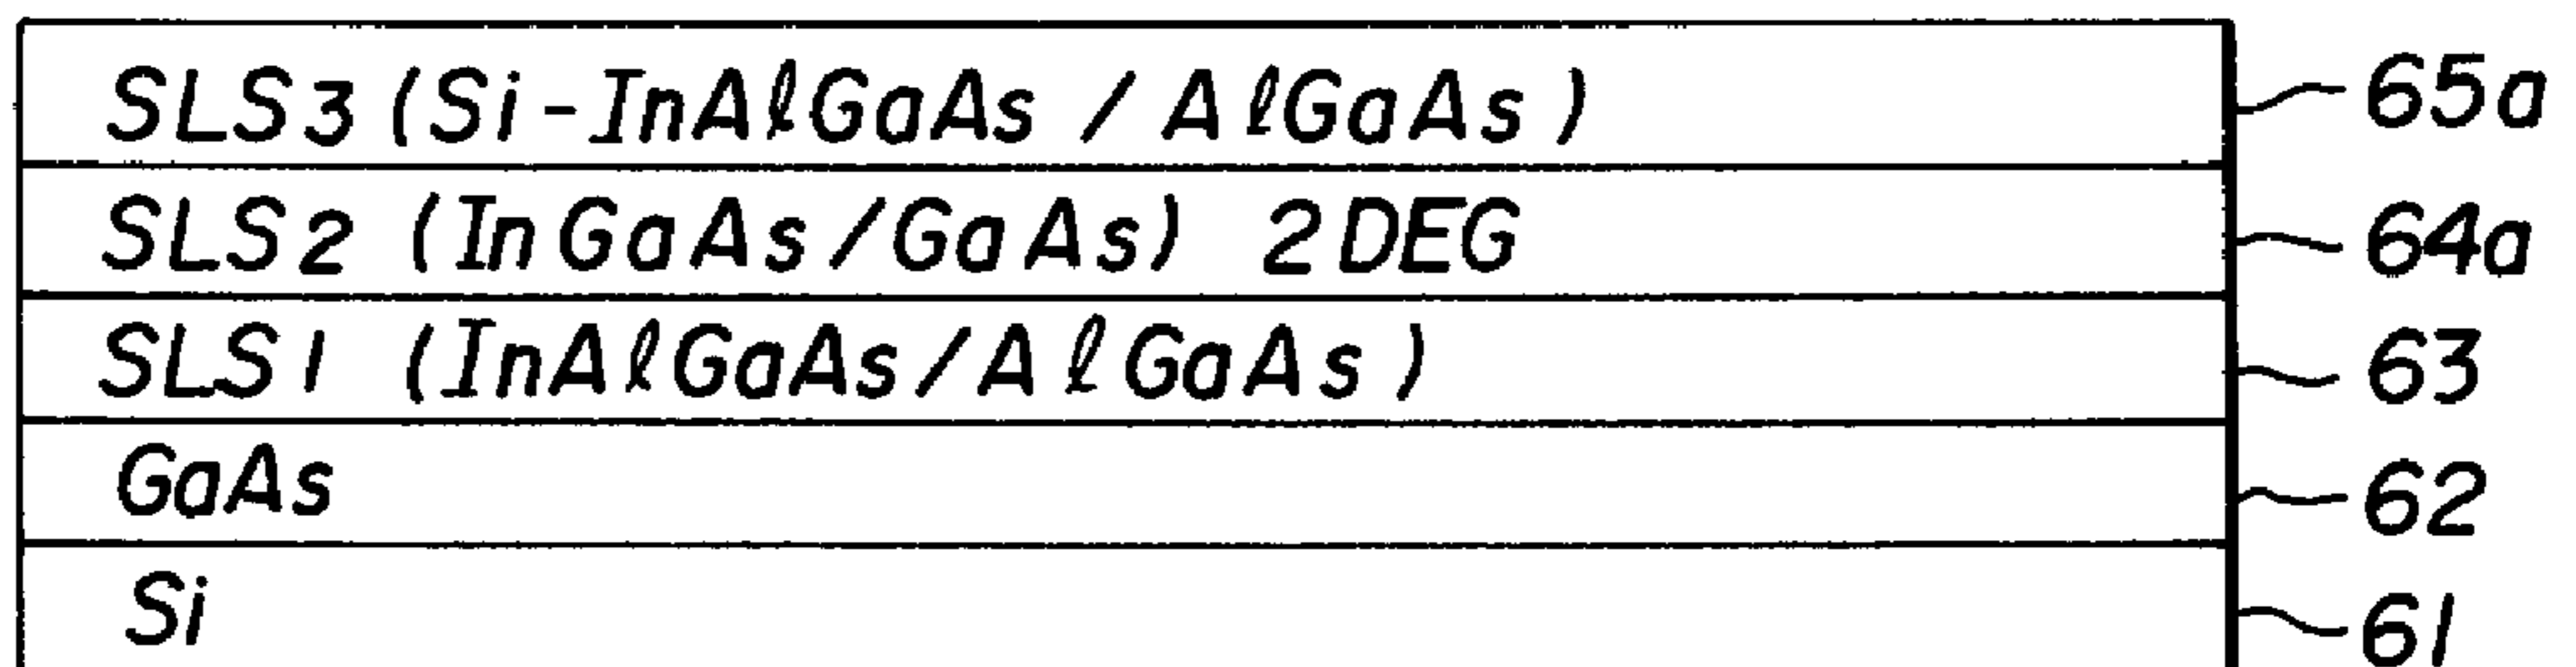 SLS3 (Si-InAlGaAs / AlGaAs) 65a
SLS2 (InGaAs/GaAs) 2DEG 64a
SLS1 (InAlGaAs/AlGaAs) 63
GaAs 62
Si 61